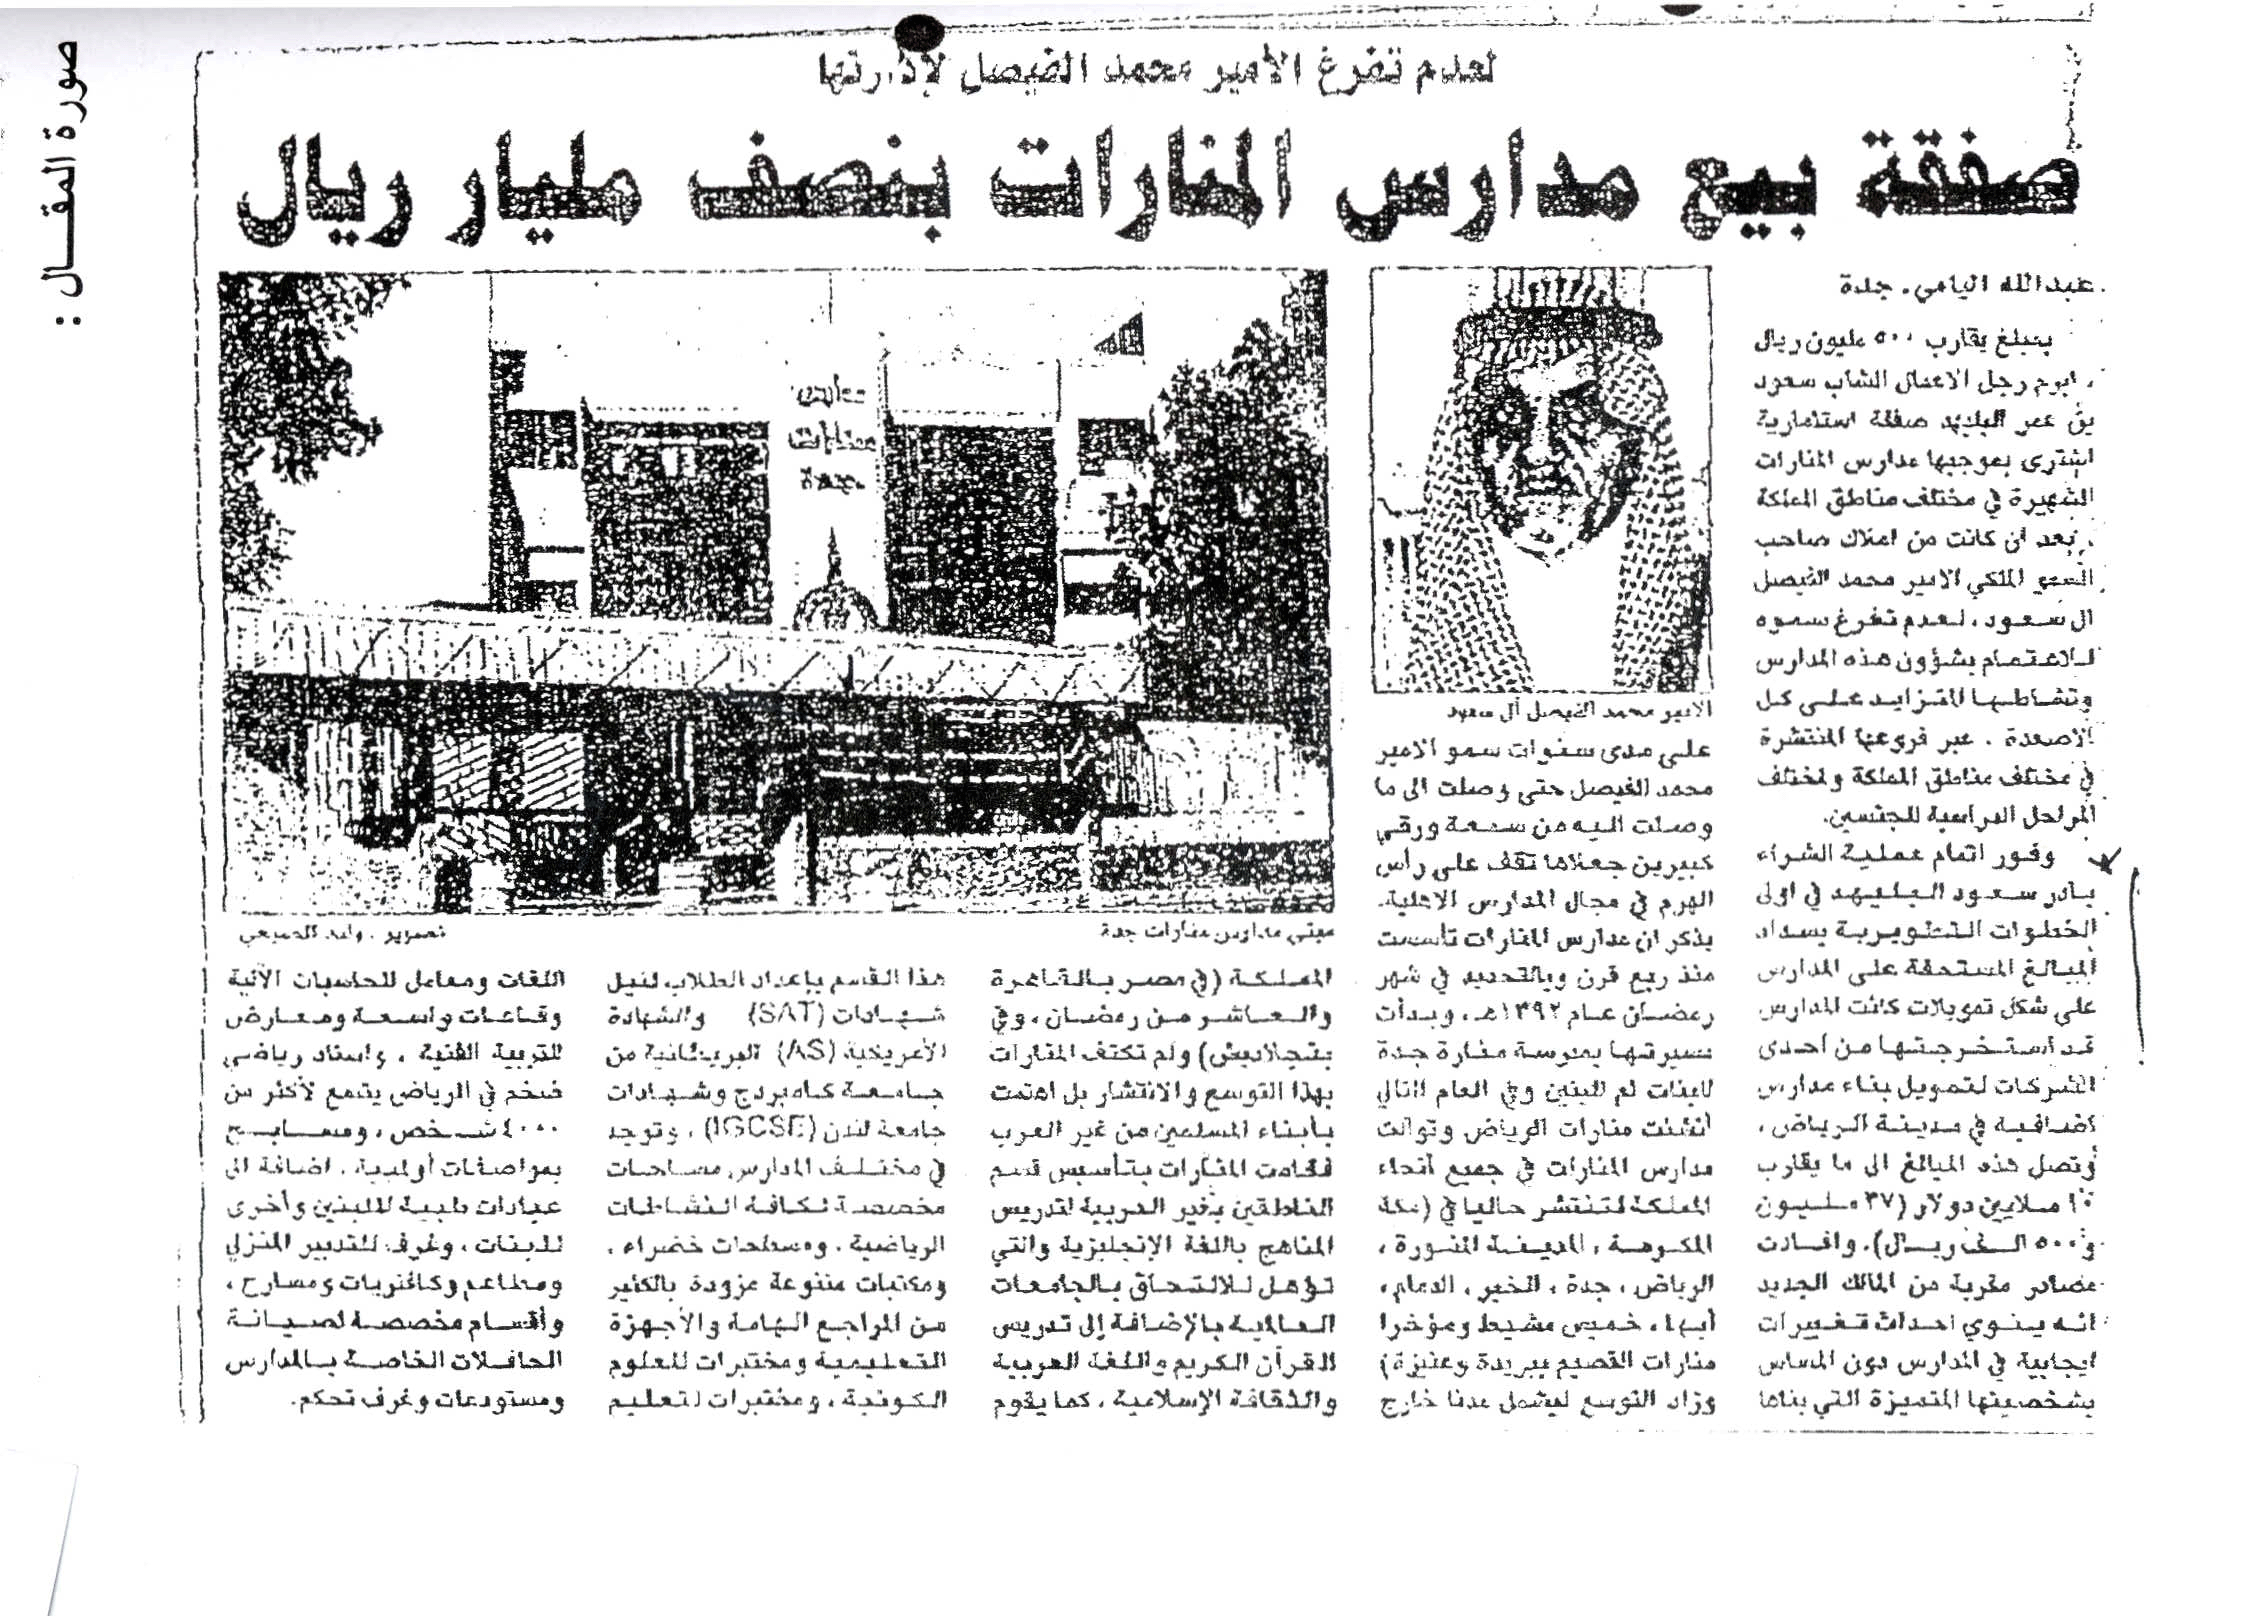 صورة المقال :
لعدم تفرغ الأمير محمد الفيصل لإدارتها
صفقة بيع مدارس المنارات بنصف مليار ريال
عبدالله اليامي . جدة
بمبلغ يقارب ٥٠٠ مليون ريال
ابرم رجل الاعمال الشاب سعود
بن عمر البليهد صفقة استثمارية
اشترى بموجبها مدارس المنارات
الشهيرة في مختلف مناطق المملكة
، بعد ان كانت من املاك صاحب
السمو الملكي الامير محمد الفيصل
ال سعود ، لعدم تفرغ سموه
للاهتمام بشؤون هذه المدارس
ونشاطها المتزايد على كل
الاصعدة . عبر فروعها المنتشرة
في مختلف مناطق المملكة ولمختلف
المراحل الدراسية للجنسين.
وفور اتمام عملية الشراء
بادر سعود البليهد في اولى
الخطوات التطويرية بسداد
المبالغ المستحقة على المدارس
على شكل تمويلات كانت المدارس
قد استخرجتها من احدى
الشركات لتمويل بناء مدارس
اضافية في مدينة الرياض ،
وتصل هذه المبالغ الى ما يقارب
١٠ ملايين دولار (٣٧ مليون
و٥٠٠ الف ريال). وافادت
مصادر مقربة من المالك الجديد
انه ينوي احداث تغييرات
ايجابية في المدارس دون المساس
بشخصيتها المتميزة التي بناها
الامير محمد الفيصل آل سعود
على مدى سنوات سمو الامير
محمد الفيصل حتى وصلت الى ما
وصلت اليه من سمعة ورقي
كبيرين جعلاها تقف على رأس
الهرم في مجال المدارس الاهلية.
يذكر ان مدارس المنارات تأسست
منذ ربع قرن وبالتحديد في شهر
رمضان عام ١٣٩٢هـ ، وبدأت
مسيرتها بمدرسة منارة جدة
للبنات ثم للبنين وفي العام التالي
أنشئت منارات الرياض وتوالت
مدارس المنارات في جميع أنحاء
المملكة لتنتشر حاليا في (مكة
المكرمة ، المدينة المنورة ،
الرياض ، جدة ، الخبر ، الدمام ،
أبها ، خميس مشيط ومؤخرا
منارات القصيم ببريدة وعنيزة)
وزاد التوسع ليشمل مدنا خارج
مبنى مدارس منارات جدة
تصوير . وليد الصبيحي
المملكة (في مصر بالقاهرة
والعاشر من رمضان ، وفي
بنجلاديش) ولم تكتف المنارات
بهذا التوسع والانتشار بل اهتمت
بأبناء المسلمين من غير العرب
فقامت المنارات بتأسيس قسم
الناطقين بغير العربية لتدريس
المناهج باللغة الإنجليزية والتي
تؤهل للالتحاق بالجامعات
العالمية بالإضافة إلى تدريس
القرآن الكريم واللغة العربية
والثقافة الإسلامية ، كما يقوم
هذا القسم بإعداد الطلاب لنيل
شهادات (SAT) والشهادة
الأمريكية (AS) البريطانية من
جامعة كامبردج وشهادات
جامعة لندن (IGCSE) ، وتوجد
في مختلف المدارس مساحات
مخصصة لكافة النشاطات
الرياضية . ومسطحات خضراء ،
ومكتبات متنوعة مزودة بالكثير
من المراجع الهامة والأجهزة
التعليمية ومختبرات للعلوم
الكونية ، ومختبرات لتعليم
اللغات ومعامل للحاسبات الآلية
وقاعات واسعة ومعارض
للتربية الفنية ، واستاد رياضي
ضخم في الرياض يتسع لأكثر من
٤٠٠٠ شخص ، ومسابح
بمواصفات أولمبية . اضافة الى
عيادات طبية للبنين وأخرى
للبنات ، وغرف للتدبير المنزلي
ومطاعم وكافتريات ومسارح ،
وأقسام مخصصة لصيانة
الحافلات الخاصة بالمدارس
ومستودعات وغرف تحكم.